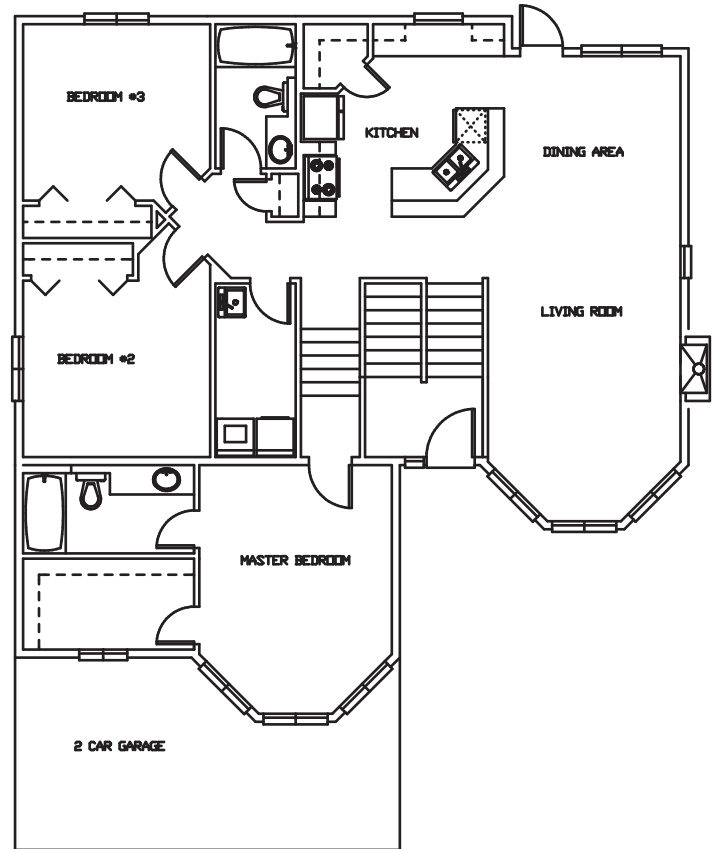 BEDROOM #3
KITCHEN
DINING AREA
LIVING ROOM
BEDROOM #2
MASTER BEDROOM
2 CAR GARAGE